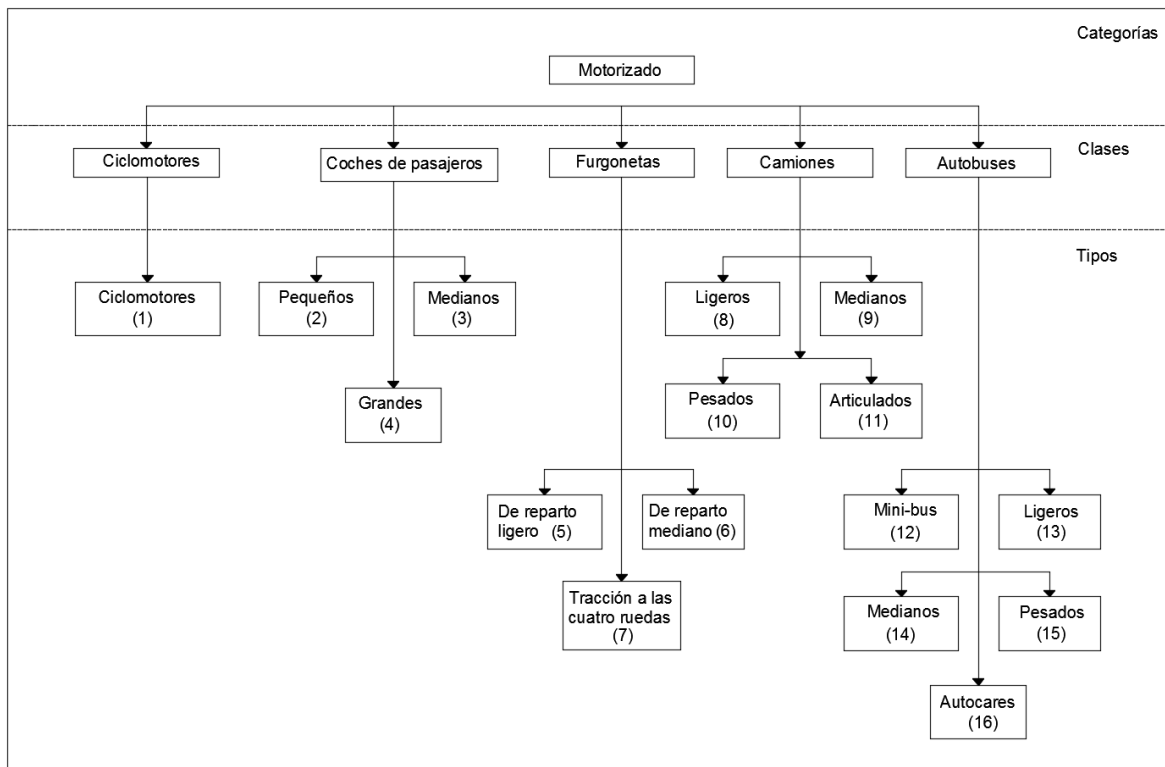 Categorías
Motorizado
Ciclomotores
Coches de pasajeros
Furgonetas
Camiones
Autobuses
Clases
Tipos
Ciclomotores
(1)
Pequeños
(2)
Medianos
(3)
Ligeros
(8)
Medianos
(9)
Grandes
(4)
Pesados
(10)
Articulados
(11)
De reparto
ligero (5)
De reparto
mediano (6)
Mini-bus
(12)
Ligeros
(13)
Tracción a las
cuatro ruedas
(7)
Medianos
(14)
Pesados
(15)
Autocares
(16)